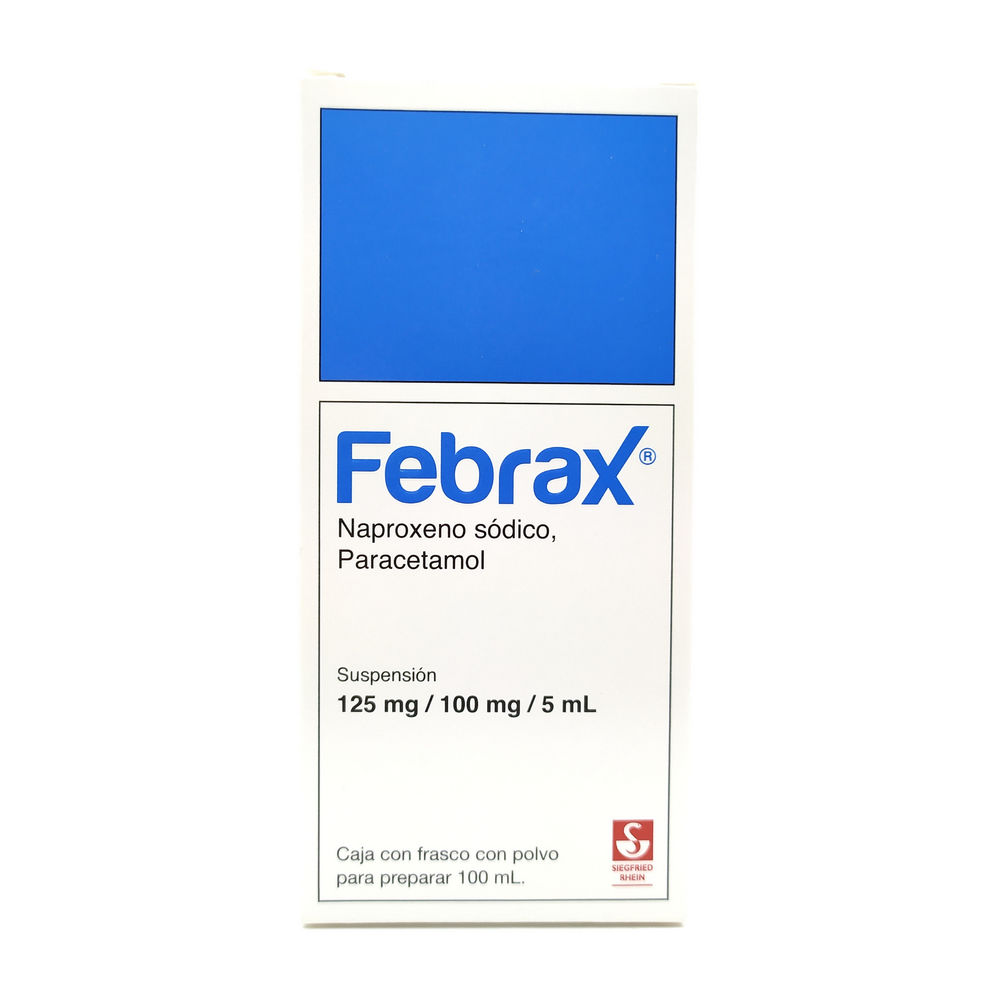 Febrax®
Naproxeno sódico,
Paracetamol
Suspensión
125 mg / 100 mg / 5 mL
Caja con frasco con polvo
para preparar 100 mL.
SIEGFRIED
RHEIN